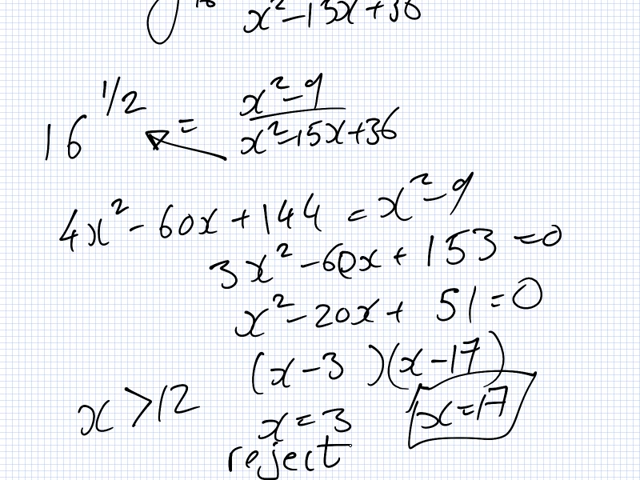 16 x²-15x+36
16^1/2 = x²-9 / x²-15x+36
4x² - 60x + 144 = x²-9
3x² - 60x + 153 = 0
x² - 20x + 51 = 0
(x-3)(x-17)
x > 12 x = 3 x=17
reject